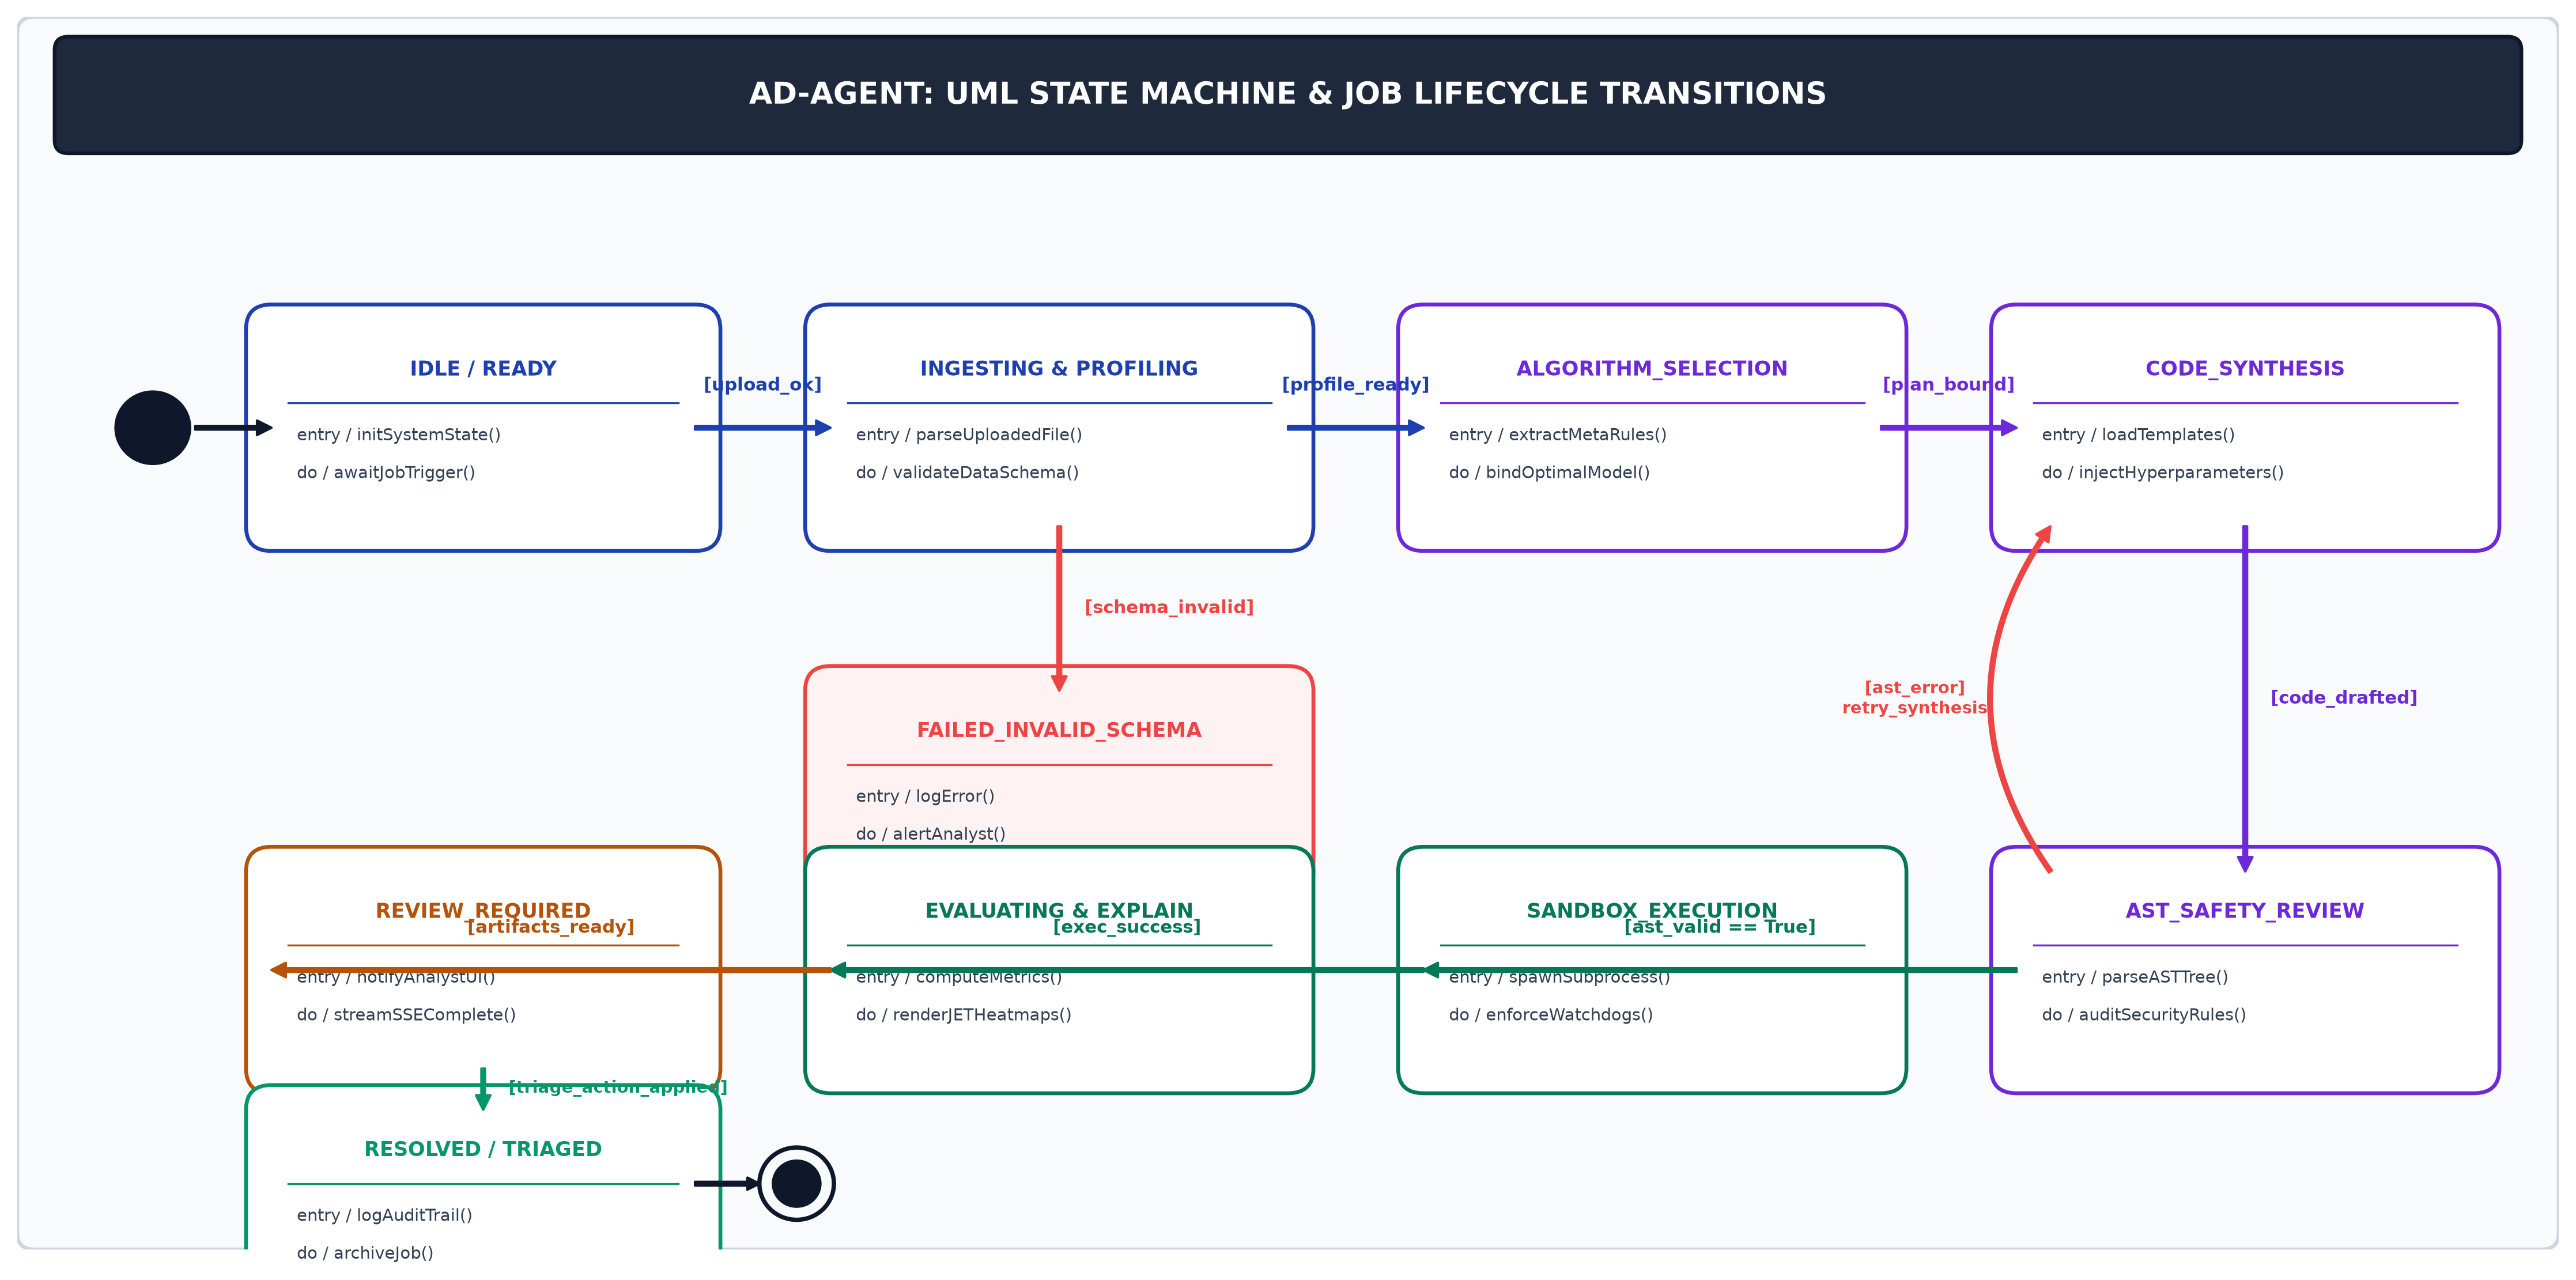 AD-AGENT: UML STATE MACHINE & JOB LIFECYCLE TRANSITIONS
IDLE / READY
entry / initSystemState()
do / awaitJobTrigger()
[upload_ok]
INGESTING & PROFILING
entry / parseUploadedFile()
do / validateDataSchema()
[profile_ready]
ALGORITHM_SELECTION
entry / extractMetaRules()
do / bindOptimalModel()
[plan_bound]
CODE_SYNTHESIS
entry / loadTemplates()
do / injectHyperparameters()
[schema_invalid]
FAILED_INVALID_SCHEMA
entry / logError()
do / alertAnalyst()
[ast_error]
retry_synthesis
[code_drafted]
REVIEW_REQUIRED
[artifacts_ready]
entry / notifyAnalystUI()
do / streamSSEComplete()
EVALUATING & EXPLAIN
[exec_success]
entry / computeMetrics()
do / renderJETHeatmaps()
SANDBOX_EXECUTION
[ast_valid == True]
entry / spawnSubprocess()
do / enforceWatchdogs()
AST_SAFETY_REVIEW
entry / parseASTTree()
do / auditSecurityRules()
[triage_action_applied]
RESOLVED / TRIAGED
entry / logAuditTrail()
do / archiveJob()